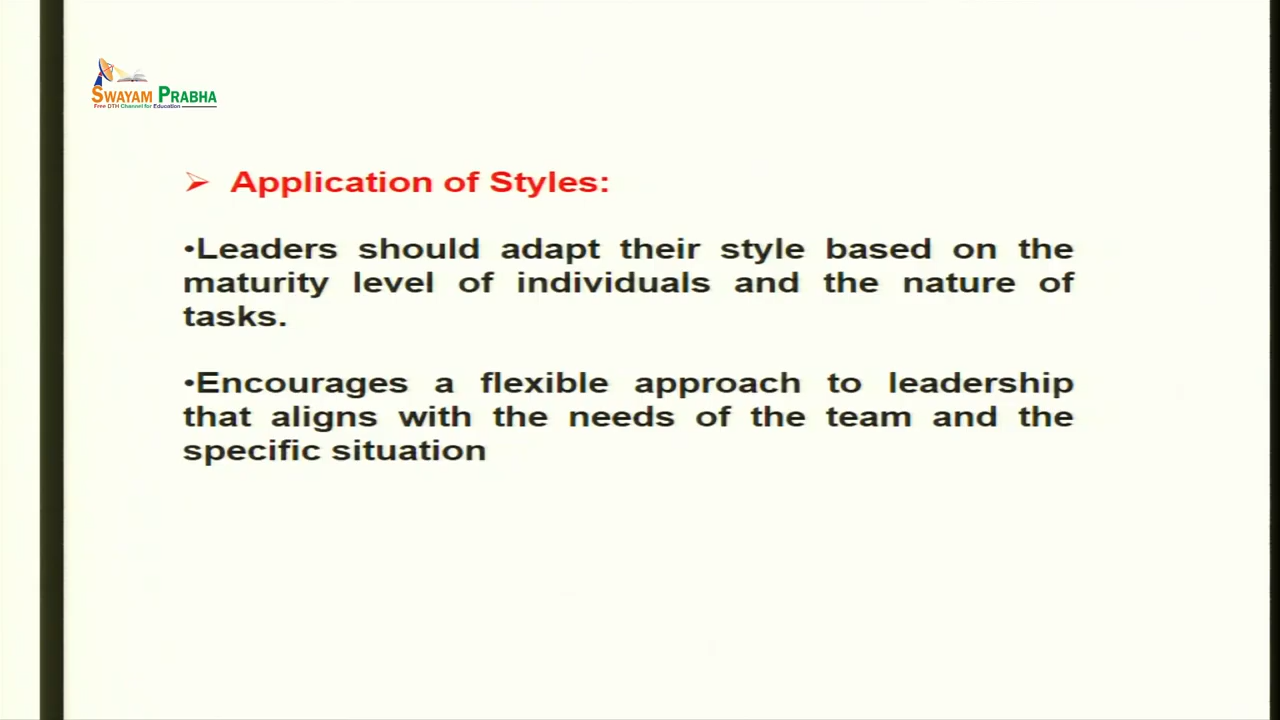 SWAYAM PRABHA
Free DTH Channel for Education
➢ Application of Styles:
•Leaders should adapt their style based on the
maturity level of individuals and the nature of
tasks.
•Encourages a flexible approach to leadership
that aligns with the needs of the team and the
specific situation